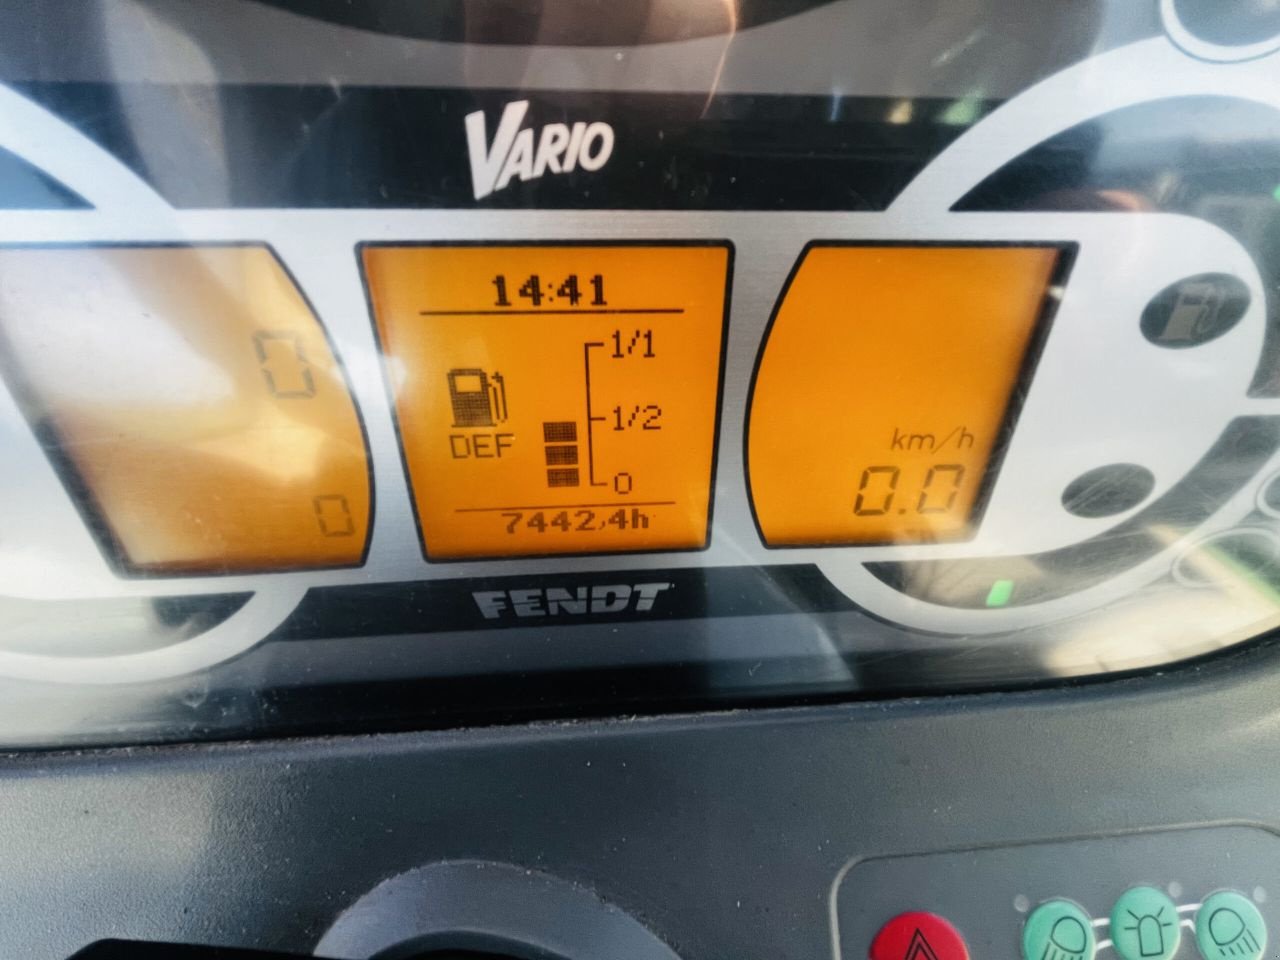 VARIO
14:41
0
1/1
1/2
DEF
0
km/h
0.0
0
7442,4h
FENDT